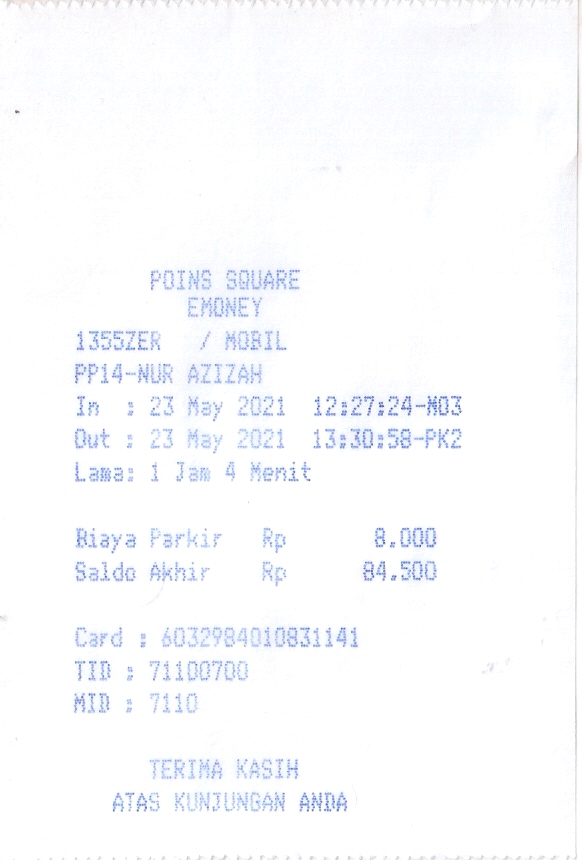 POINS SQUARE
EMONEY
1355ZER / MOBIL
PP14-NUR AZIZAH
In : 23 May 2021 12:27:24-M03
Out : 23 May 2021 13:30:58-PK2
Lama: 1 Jam 4 Menit
Biaya Parkir Rp 8.000
Saldo Akhir Rp 84.500
Card : 6032984010831141
TID : 71100700
MID : 7110
TERIMA KASIH
ATAS KUNJUNGAN ANDA